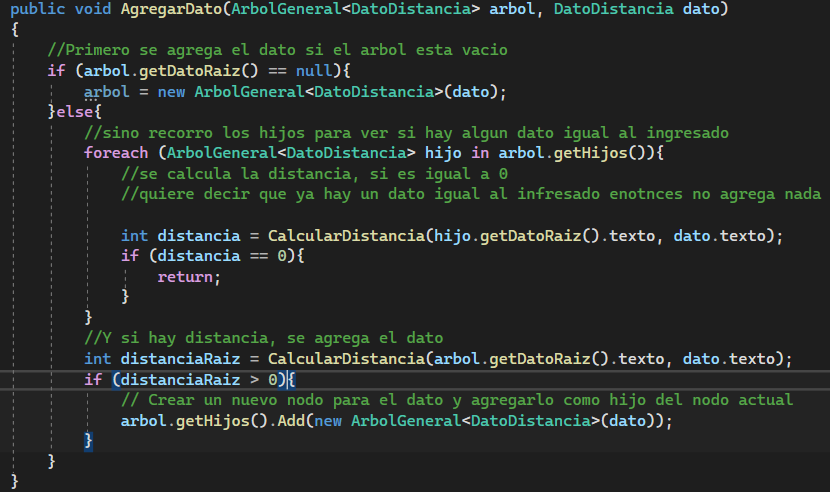 public void AgregarDato(ArbolGeneral<DatoDistancia> arbol, DatoDistancia dato)
{
//Primero se agrega el dato si el arbol esta vacio
if (arbol.getDatoRaiz() == null){
arbol = new ArbolGeneral<DatoDistancia>(dato);
}else{
//sino recorro los hijos para ver si hay algun dato igual al ingresado
foreach (ArbolGeneral<DatoDistancia> hijo in arbol.getHijos()){
//se calcula la distancia, si es igual a 0
//quiere decir que ya hay un dato igual al infresado enotnces no agrega nada
int distancia = CalcularDistancia(hijo.getDatoRaiz().texto, dato.texto);
if (distancia == 0){
return;
}
}
//Y si hay distancia, se agrega el dato
int distanciaRaiz = CalcularDistancia(arbol.getDatoRaiz().texto, dato.texto);
if (distanciaRaiz > 0){
// Crear un nuevo nodo para el dato y agregarlo como hijo del nodo actual
arbol.getHijos().Add(new ArbolGeneral<DatoDistancia>(dato));
}
}
}